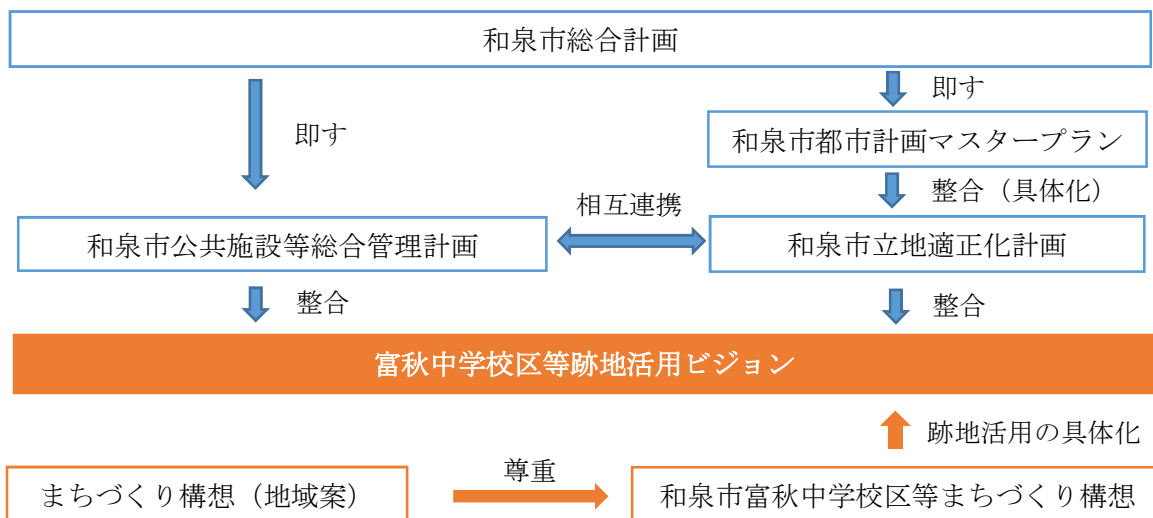 和泉市総合計画
即す
即す
和泉市都市計画マスタープラン
整合（具体化）
相互連携
和泉市公共施設等総合管理計画
和泉市立地適正化計画
整合
整合
富秋中学校区等跡地活用ビジョン
跡地活用の具体化
まちづくり構想（地域案）
尊重
和泉市富秋中学校区等まちづくり構想